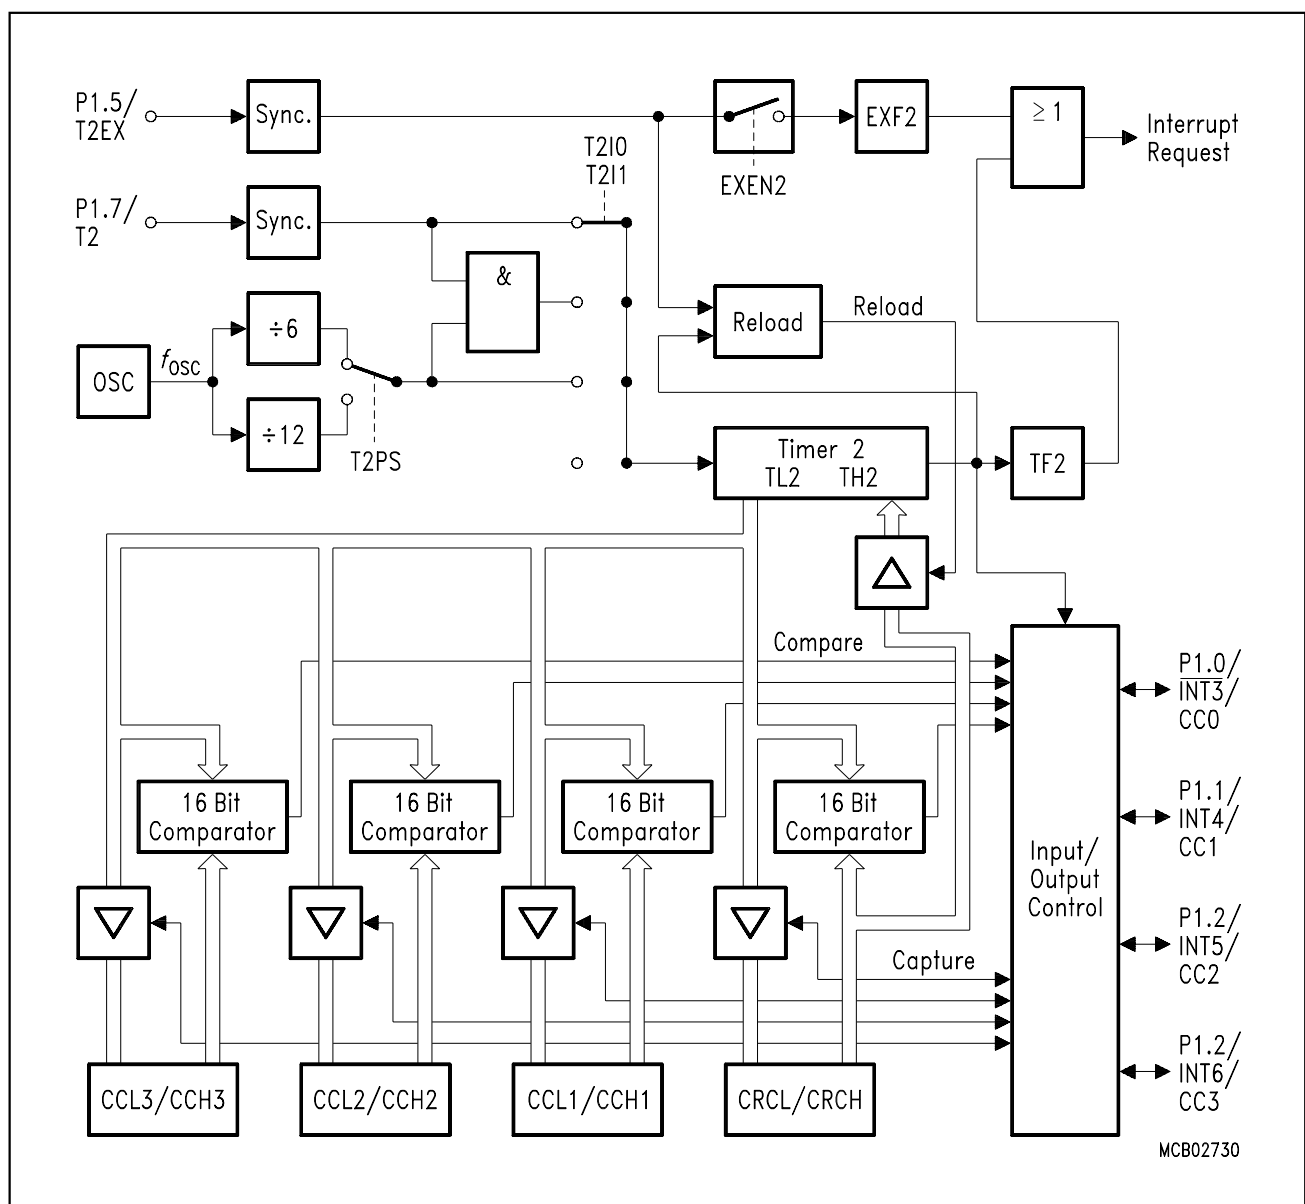 P1.5/
T2EX
Sync.
EXEN2
EXF2
≥1
Interrupt
Request
P1.7/
T2
Sync.
T2I0
T2I1
&
OSC
fOSC
÷6
÷12
T2PS
Reload
Reload
Timer 2
TL2 TH2
TF2
Compare
16 Bit
Comparator
16 Bit
Comparator
16 Bit
Comparator
16 Bit
Comparator
Capture
CCL3/CCH3
CCL2/CCH2
CCL1/CCH1
CRCL/CRCH
Input/
Output
Control
P1.0/
INT3/
CC0
P1.1/
INT4/
CC1
P1.2/
INT5/
CC2
P1.2/
INT6/
CC3
MCB02730